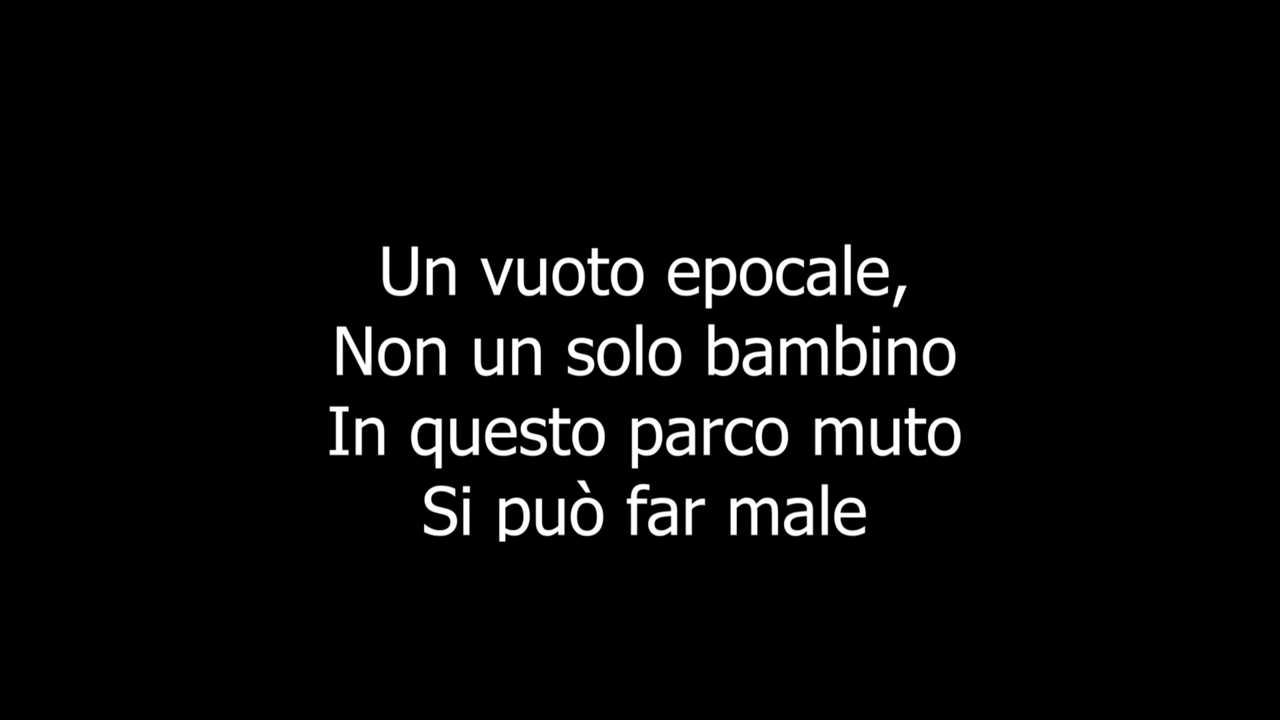 Un vuoto epocale,
Non un solo bambino
In questo parco muto
Si può far male